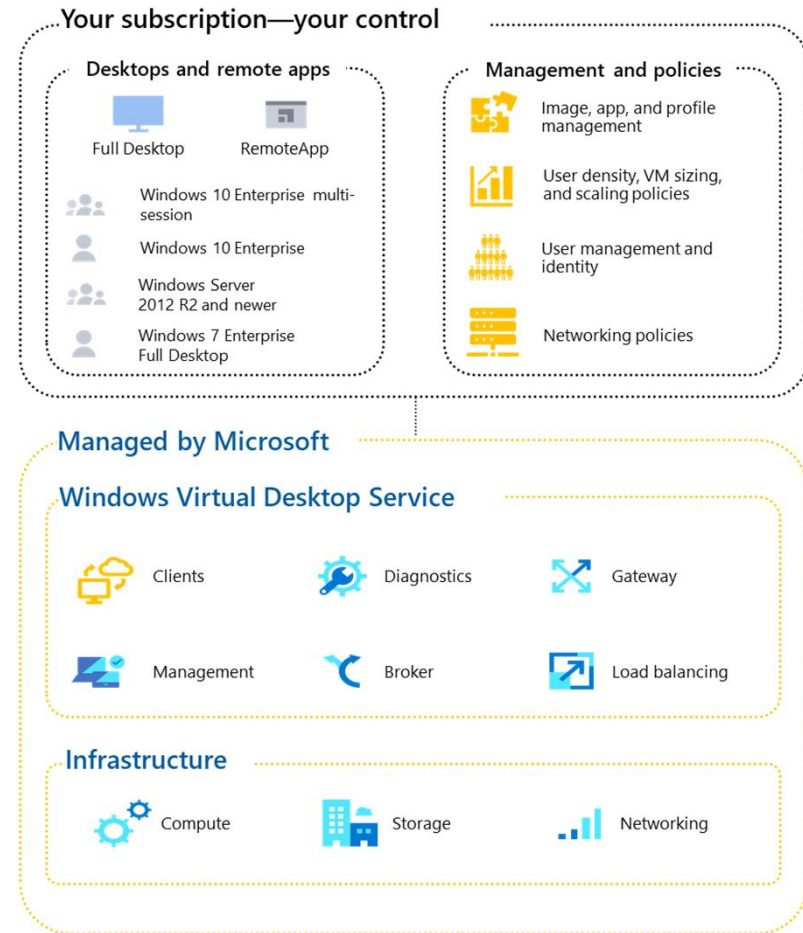 Your subscription—your control
Desktops and remote apps
Full Desktop
RemoteApp
Windows 10 Enterprise multi-
session
Windows 10 Enterprise
Windows Server
2012 R2 and newer
Windows 7 Enterprise
Full Desktop
Management and policies
Image, app, and profile
management
User density, VM sizing,
and scaling policies
User management and
identity
Networking policies
Managed by Microsoft
Windows Virtual Desktop Service
Clients
Diagnostics
Gateway
Management
Broker
Load balancing
Infrastructure
Compute
Storage
Networking